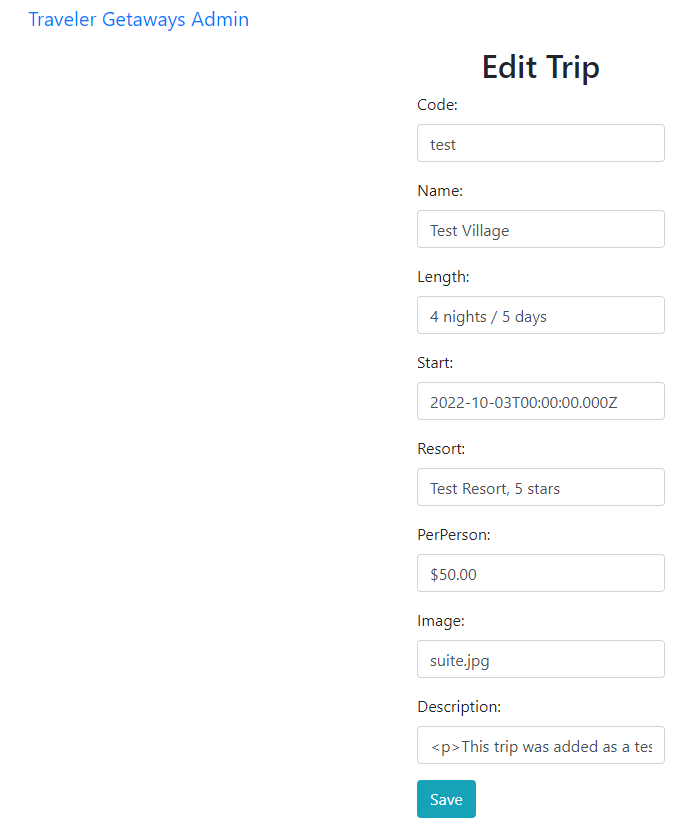 Traveler Getaways Admin
Edit Trip
Code:
test
Name:
Test Village
Length:
4 nights / 5 days
Start:
2022-10-03T00:00:00.000Z
Resort:
Test Resort, 5 stars
PerPerson:
$50.00
Image:
suite.jpg
Description:
<p>This trip was added as a tes
Save